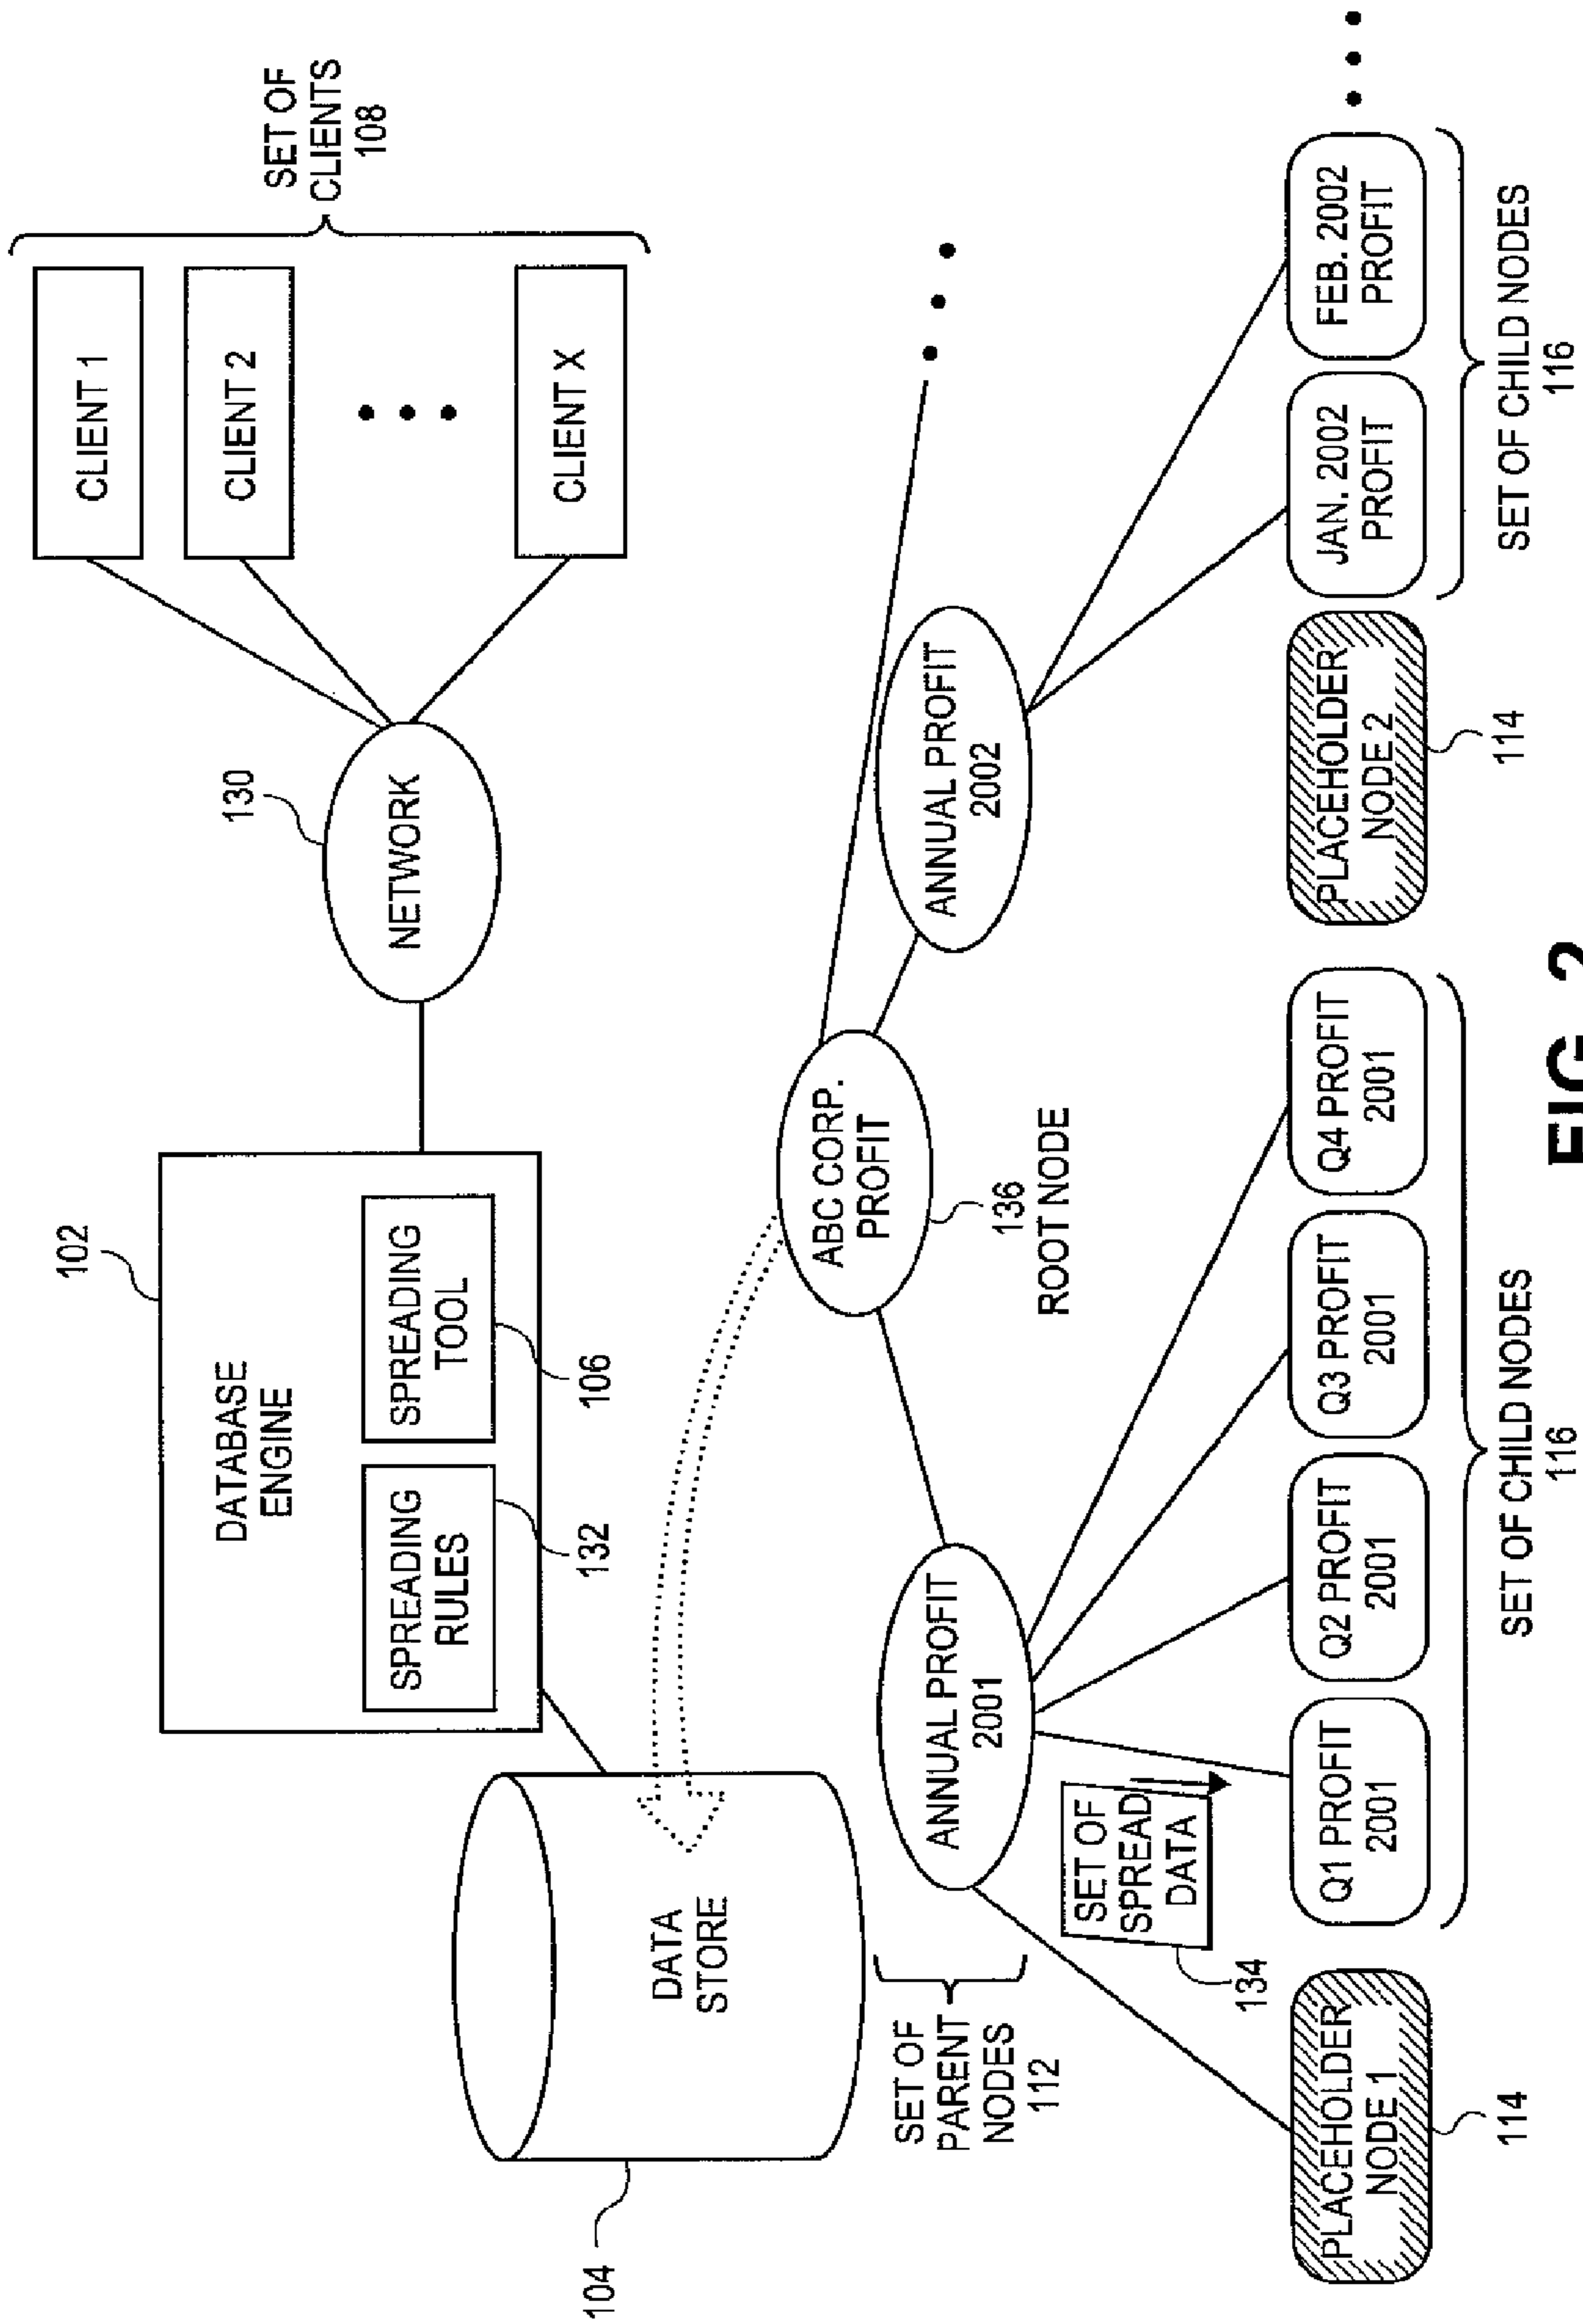 SET OF
CLIENTS
108
CLIENT 1
CLIENT 2
CLIENT X
130
NETWORK
102
DATABASE
ENGINE
SPREADING
RULES
132
SPREADING
TOOL
106
DATA
STORE
104
ABC CORP.
PROFIT
136
ROOT NODE
SET OF
PARENT
NODES
112
ANNUAL PROFIT
2001
ANNUAL PROFIT
2002
SET OF
SPREAD
DATA
134
PLACEHOLDER
NODE 1
114
Q1 PROFIT
2001
Q2 PROFIT
2001
Q3 PROFIT
2001
Q4 PROFIT
2001
SET OF CHILD NODES
116
PLACEHOLDER
NODE 2
114
JAN. 2002
PROFIT
FEB. 2002
PROFIT
SET OF CHILD NODES
116
FIG. 2